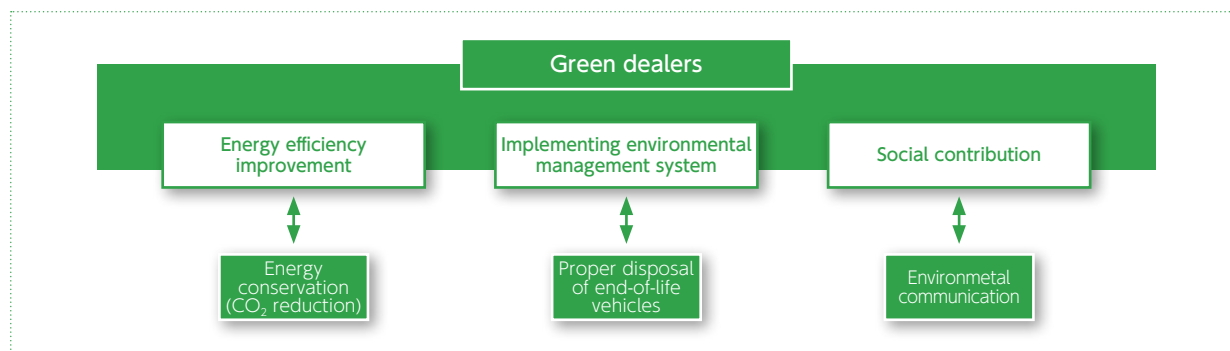 Green dealers
Energy efficiency
improvement
Implementing environmental
management system
Social contribution
Energy
conservation
(CO₂ reduction)
Proper disposal
of end-of-life
vehicles
Environmetal
communication